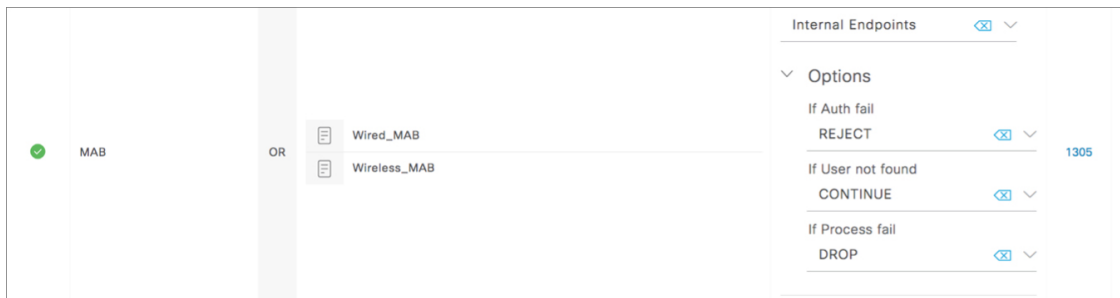 Internal Endpoints
Options
If Auth fail
REJECT
MAB
OR
Wired_MAB
Wireless_MAB
1305
If User not found
CONTINUE
If Process fail
DROP